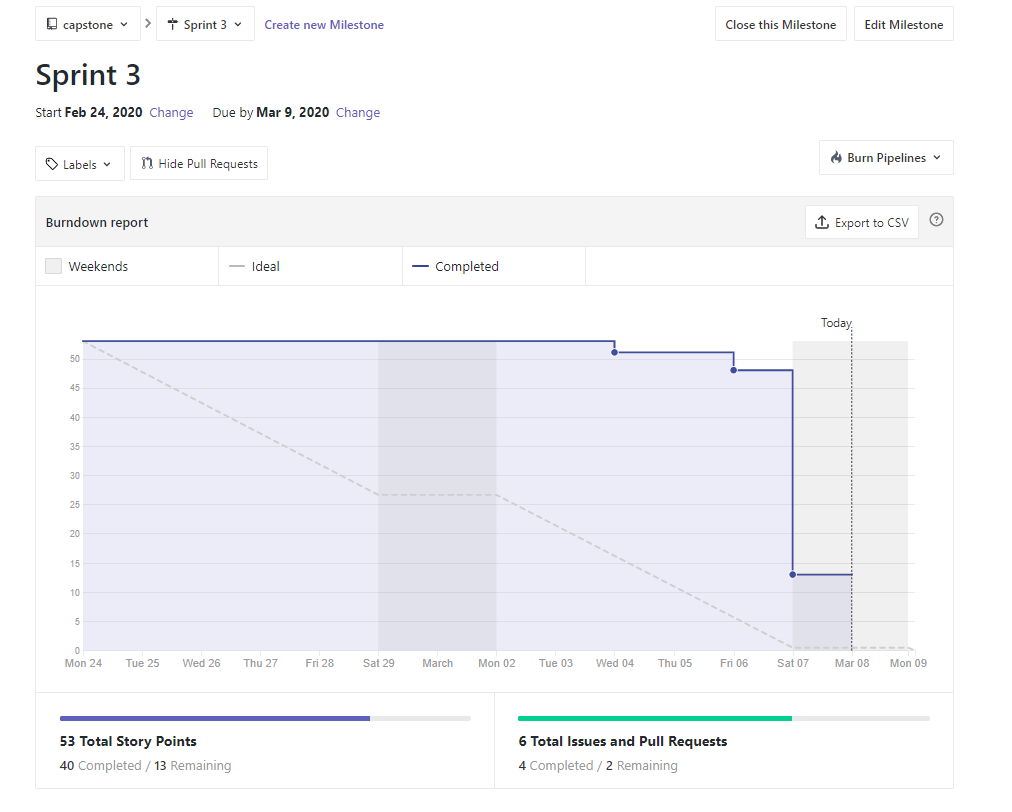 capstone > Sprint 3 Create new Milestone Close this Milestone Edit Milestone
Sprint 3
Start Feb 24, 2020 Change Due by Mar 9, 2020 Change
Labels Hide Pull Requests Burn Pipelines
Burndown report Export to CSV ?
Weekends Ideal Completed
Today
50
45
40
35
30
25
20
15
10
5
0
Mon 24 Tue 25 Wed 26 Thu 27 Fri 28 Sat 29 March Mon 02 Tue 03 Wed 04 Thu 05 Fri 06 Sat 07 Mar 08 Mon 09
53 Total Story Points
40 Completed / 13 Remaining
6 Total Issues and Pull Requests
4 Completed / 2 Remaining